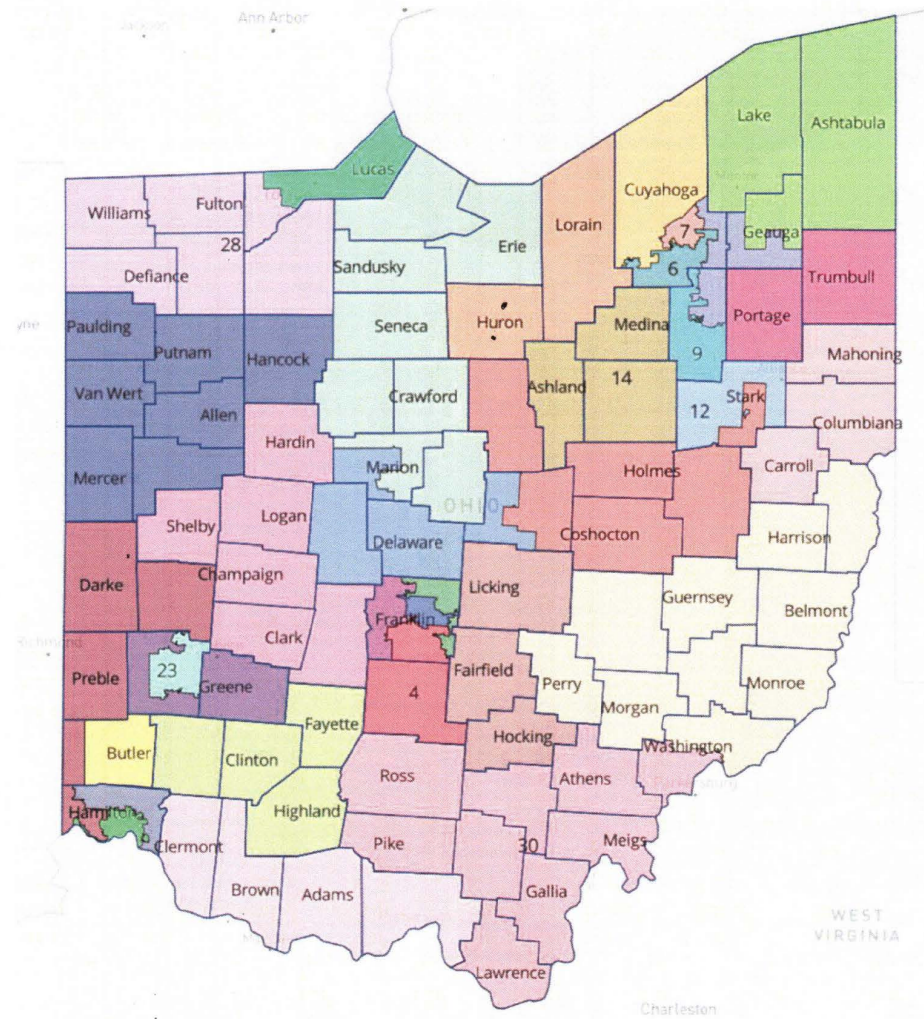 Ann Arbor
Jackson
Lake
Ashtabula
Lucas
Cuyahoga
Williams
Fulton
Lorain
7
Geauga
28
Erie
6
Defiance
Sandusky
Trumbull
Paulding
Seneca
Huron
Medina
Portage
Putnam
Hancock
9
Mahoning
Van Wert
Crawford
Ashland
14
Stark
Allen
12
Columbiana
Hardin
Marion
Holmes
Carroll
Mercer
OHIO
Shelby
Logan
Delaware
Coshocton
Harrison
Darke
Champaign
Licking
Guernsey
Belmont
Franklin
Clark
Richmond
23
Preble
Greene
4
Fairfield
Perry
Monroe
Morgan
Fayette
Hocking
Washington
Butler
Clinton
Ross
Athens
Parkersburg
Hamilton
Highland
Clermont
Pike
30
Meigs
Brown
Adams
Gallia
WEST
VIRGINIA
Lawrence
Charleston